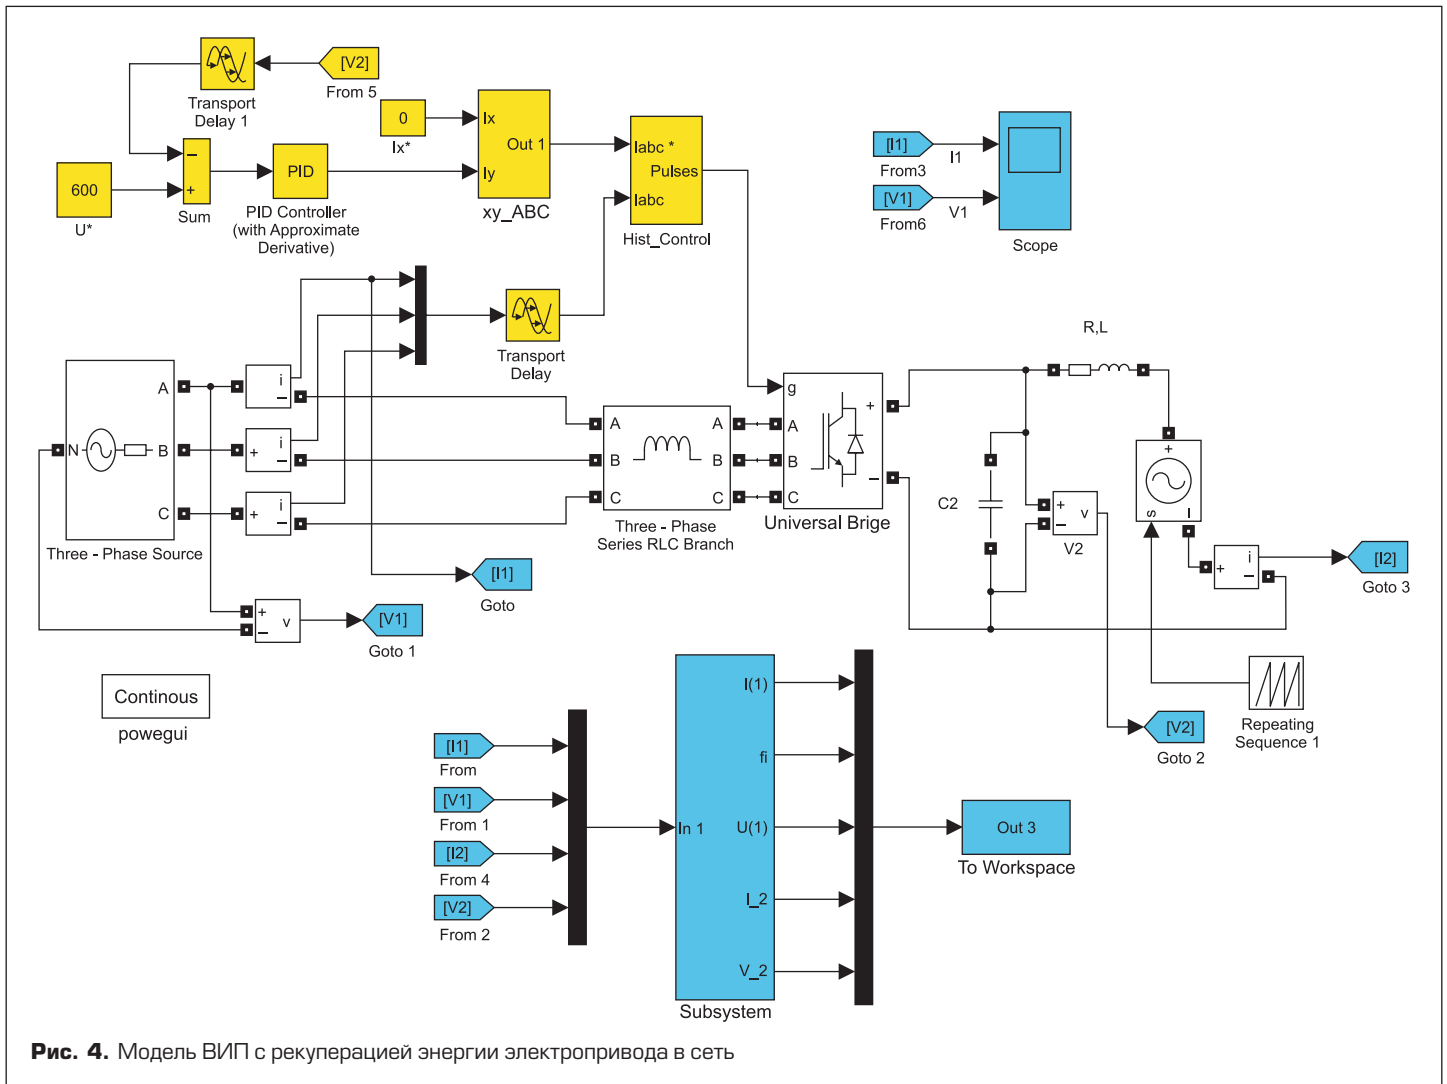 [V2]
From 5
Transport
Delay 1
0
Ix*
Ix
Iy
Out 1
xy_ABC
Iabc *
Pulses
Iabc
Hist_Control
600
U*
−
+
Sum
PID
PID Controller
(with Approximate
Derivative)
[I1]
From3
I1
[V1]
From6
V1
Scope
Transport
Delay
R,L
N
A
B
C
Three - Phase Source
i
−
+
i
−
+
i
−
A
B
C
A
B
C
Three - Phase
Series RLC Branch
g
A
B
C
+
−
Universal Brige
C2
+
−
v
V2
+
s
−
+
i
−
[I2]
Goto 3
[I1]
Goto
+
−
v
[V1]
Goto 1
Continous
powegui
[V2]
Goto 2
Repeating
Sequence 1
[I1]
From
[V1]
From 1
[I2]
From 4
[V2]
From 2
In 1
I(1)
fi
U(1)
I_2
V_2
Subsystem
Out 3
To Workspace
Рис. 4. Модель ВИП с рекуперацией энергии электропривода в сеть